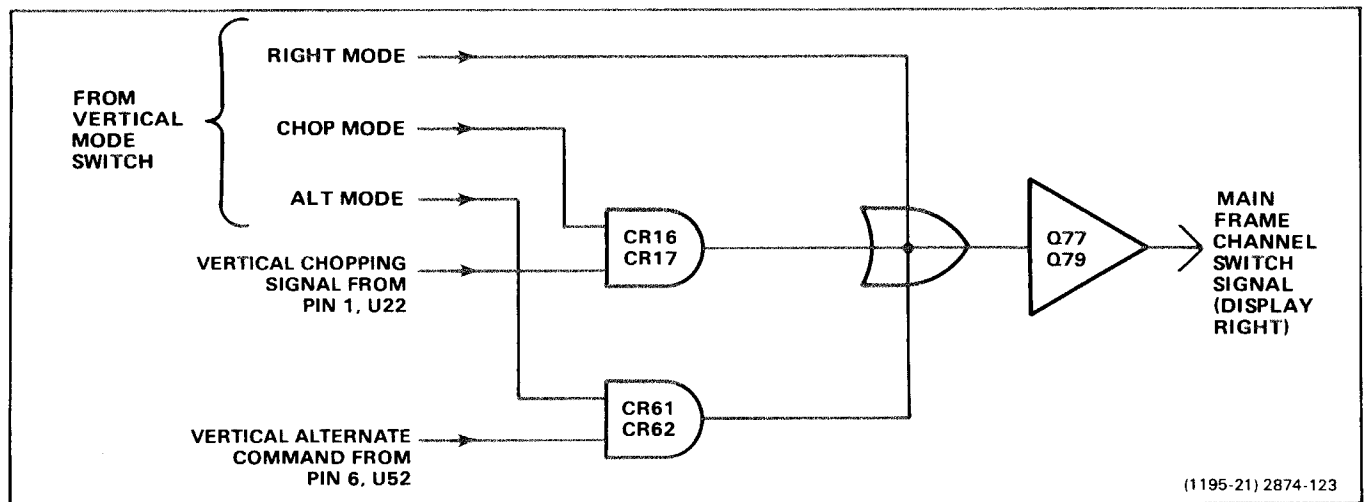 FROM
VERTICAL
MODE
SWITCH
RIGHT MODE
CHOP MODE
ALT MODE
VERTICAL CHOPPING
SIGNAL FROM
PIN 1, U22
CR16
CR17
VERTICAL ALTERNATE
COMMAND FROM
PIN 6, U52
CR61
CR62
Q77
Q79
MAIN
FRAME
CHANNEL
SWITCH
SIGNAL
(DISPLAY
RIGHT)
(1195-21) 2874-123